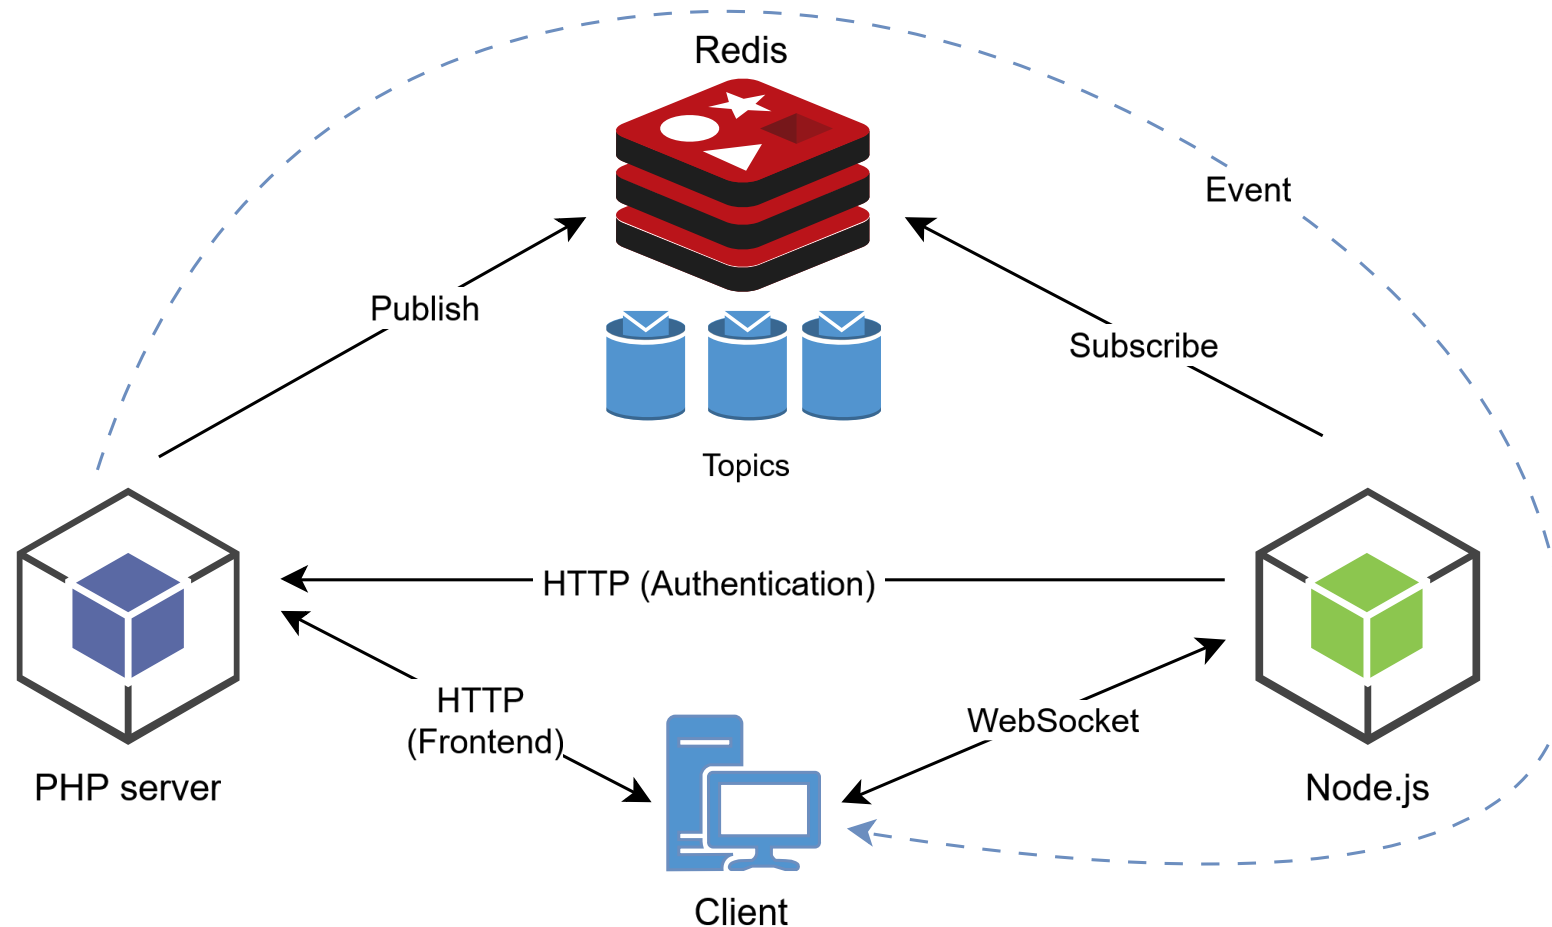 Redis
Event
Publish
Subscribe
Topics
HTTP (Authentication)
HTTP
(Frontend)
WebSocket
PHP server
Node.js
Client